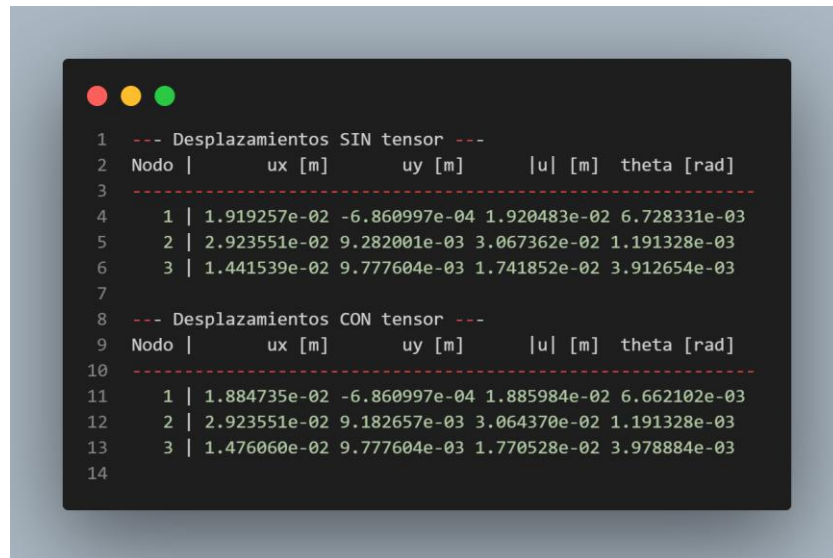 1 --- Desplazamientos SIN tensor ---
2 Nodo | ux [m] uy [m] |u| [m] theta [rad]
3 ------------------------------------------------------------
4 1 | 1.919257e-02 -6.860997e-04 1.920483e-02 6.728331e-03
5 2 | 2.923551e-02 9.282001e-03 3.067362e-02 1.191328e-03
6 3 | 1.441539e-02 9.777604e-03 1.741852e-02 3.912654e-03
7
8 --- Desplazamientos CON tensor ---
9 Nodo | ux [m] uy [m] |u| [m] theta [rad]
10 ------------------------------------------------------------
11 1 | 1.884735e-02 -6.860997e-04 1.885984e-02 6.662102e-03
12 2 | 2.923551e-02 9.182657e-03 3.064370e-02 1.191328e-03
13 3 | 1.476060e-02 9.777604e-03 1.770528e-02 3.978884e-03
14